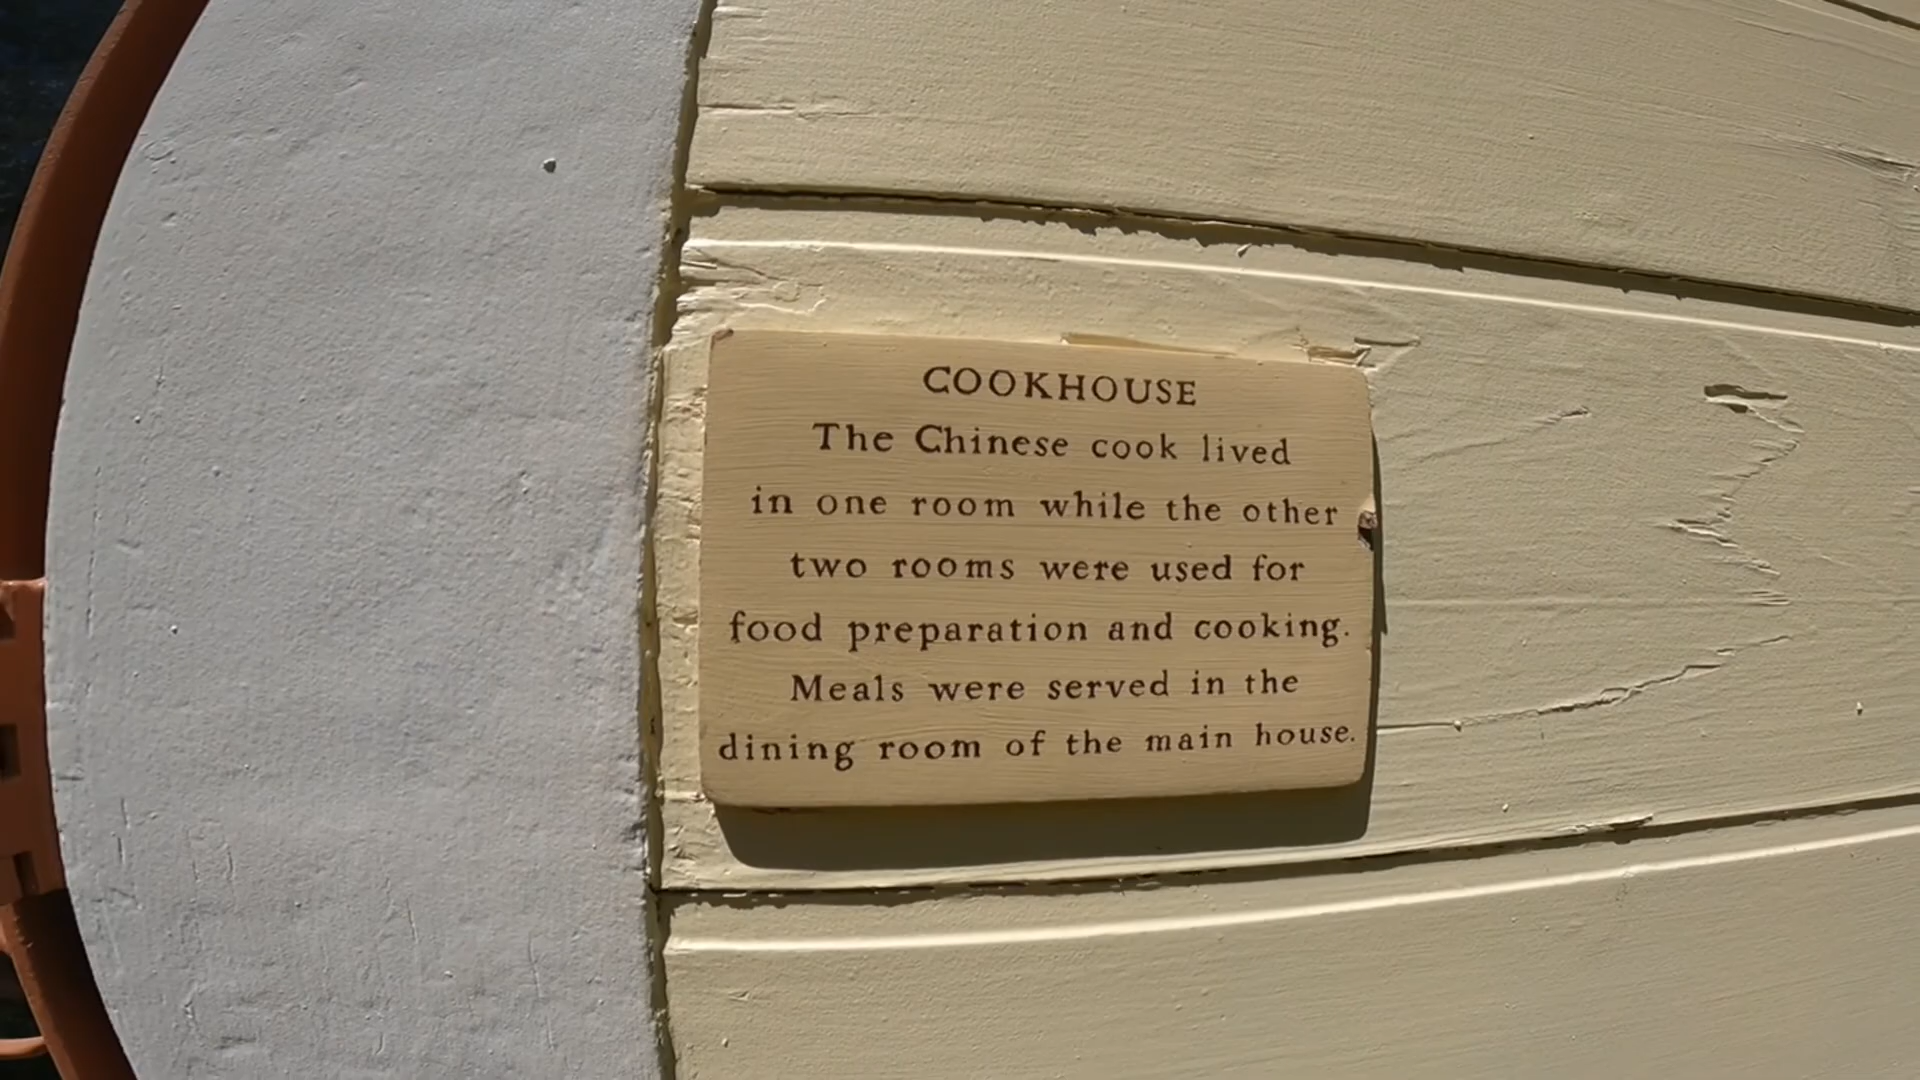 COOKHOUSE
The Chinese cook lived
in one room while the other
two rooms were used for
food preparation and cooking.
Meals were served in the
dining room of the main house.